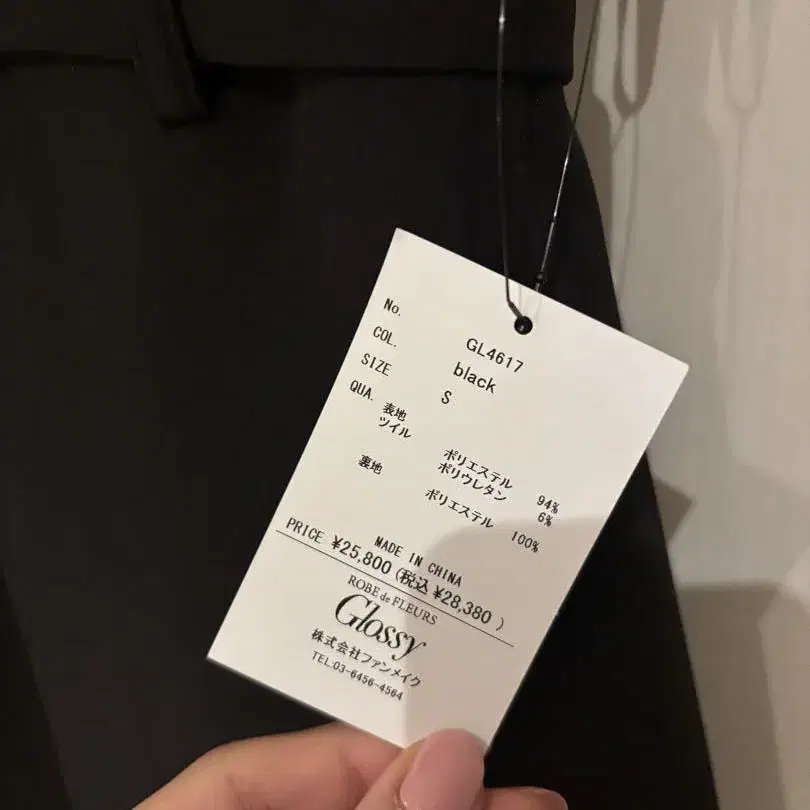 No. GL4617
COL. black
SIZE S
QUA. 表地
ツイル ポリエステル 94%
ポリウレタン 6%
裏地 ポリエステル 100%
MADE IN CHINA
PRICE ¥25,800 (税込 ¥28,380 )
ROBE de FLEURS
Glossy
株式会社ファンメイク
TEL:03-6456-4564